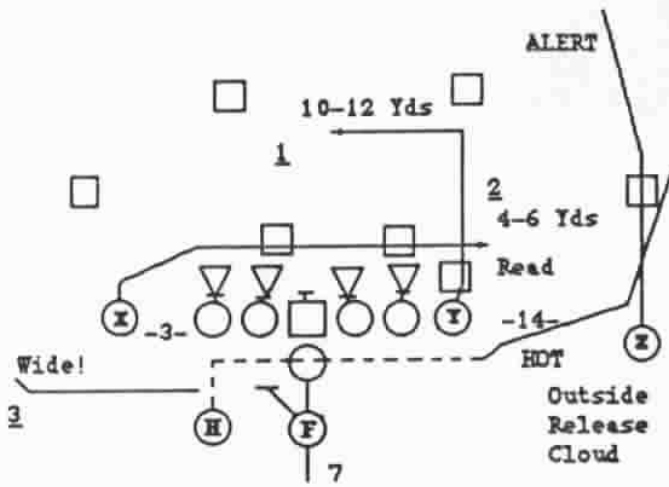 ALERT
10-12 Yds
1
2
4-6 Yds
Read
X
-3-
Y
-14-
Z
HOT
Wide!
3
H
F
7
Outside
Release
Cloud